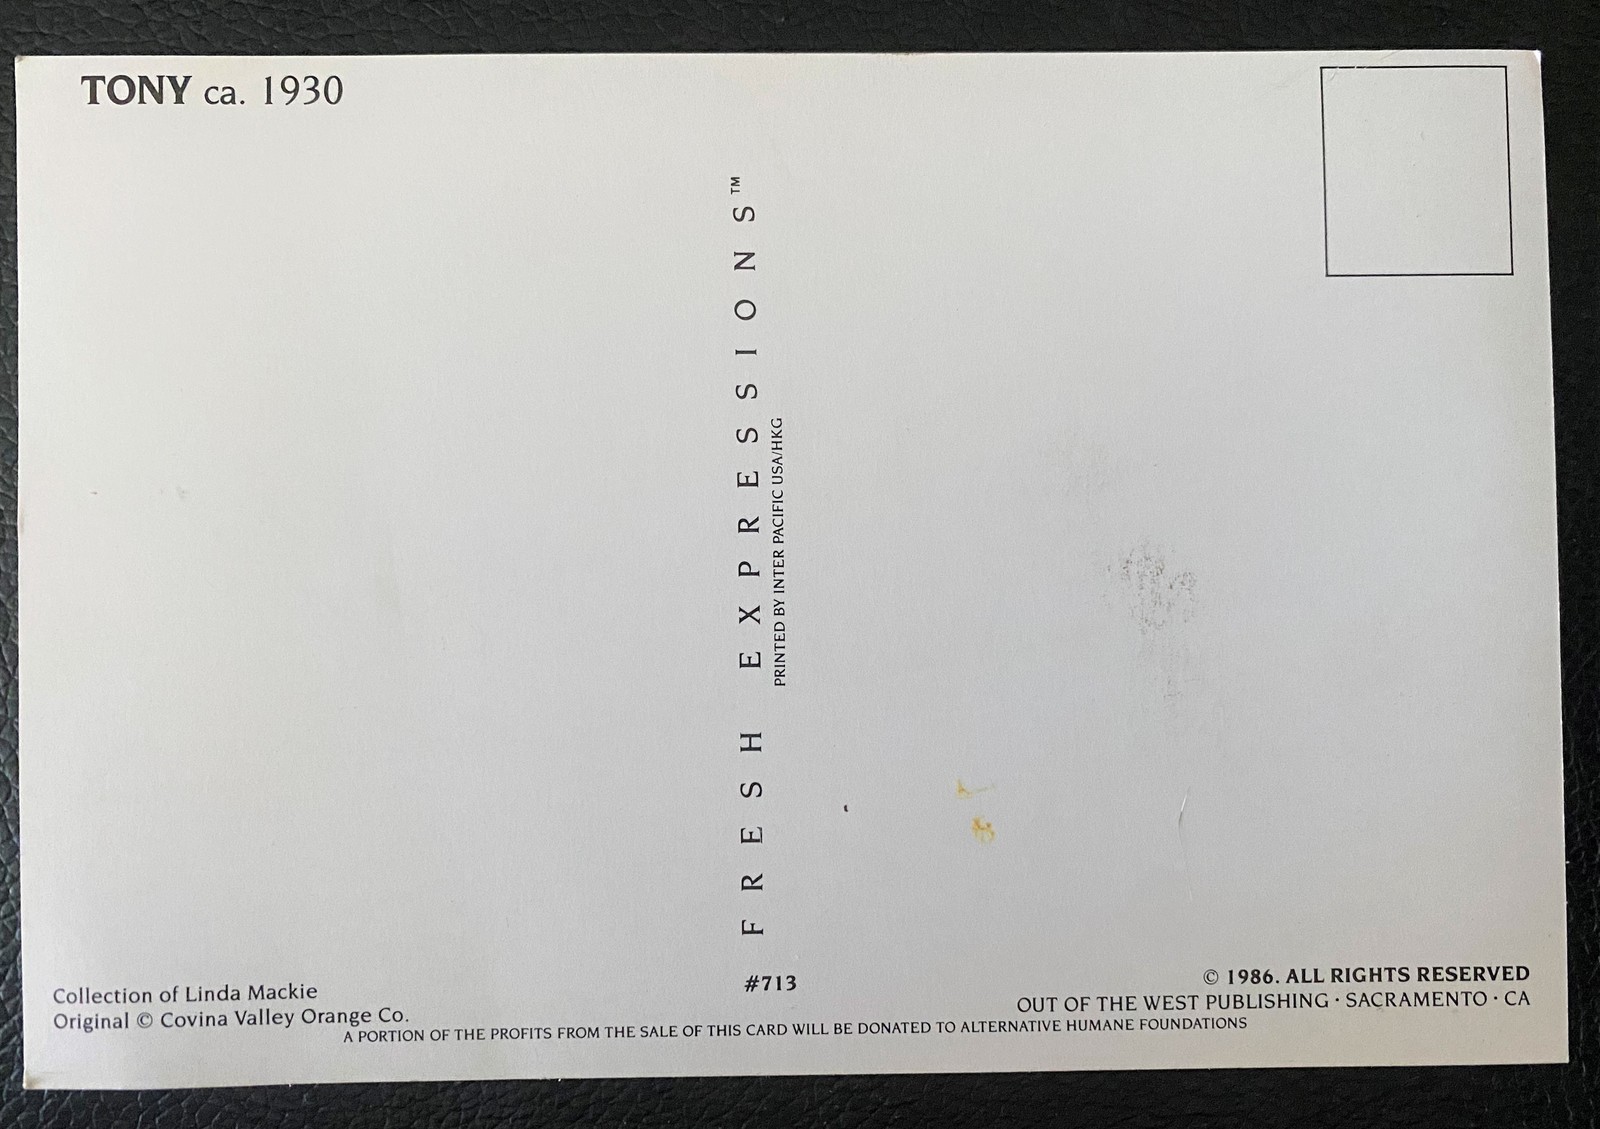 TONY ca. 1930
FRESH EXPRESSIONS™
PRINTED BY INTER PACIFIC USA/HKG
#713
Collection of Linda Mackie
Original © Covina Valley Orange Co.
© 1986. ALL RIGHTS RESERVED
OUT OF THE WEST PUBLISHING · SACRAMENTO · CA
A PORTION OF THE PROFITS FROM THE SALE OF THIS CARD WILL BE DONATED TO ALTERNATIVE HUMANE FOUNDATIONS